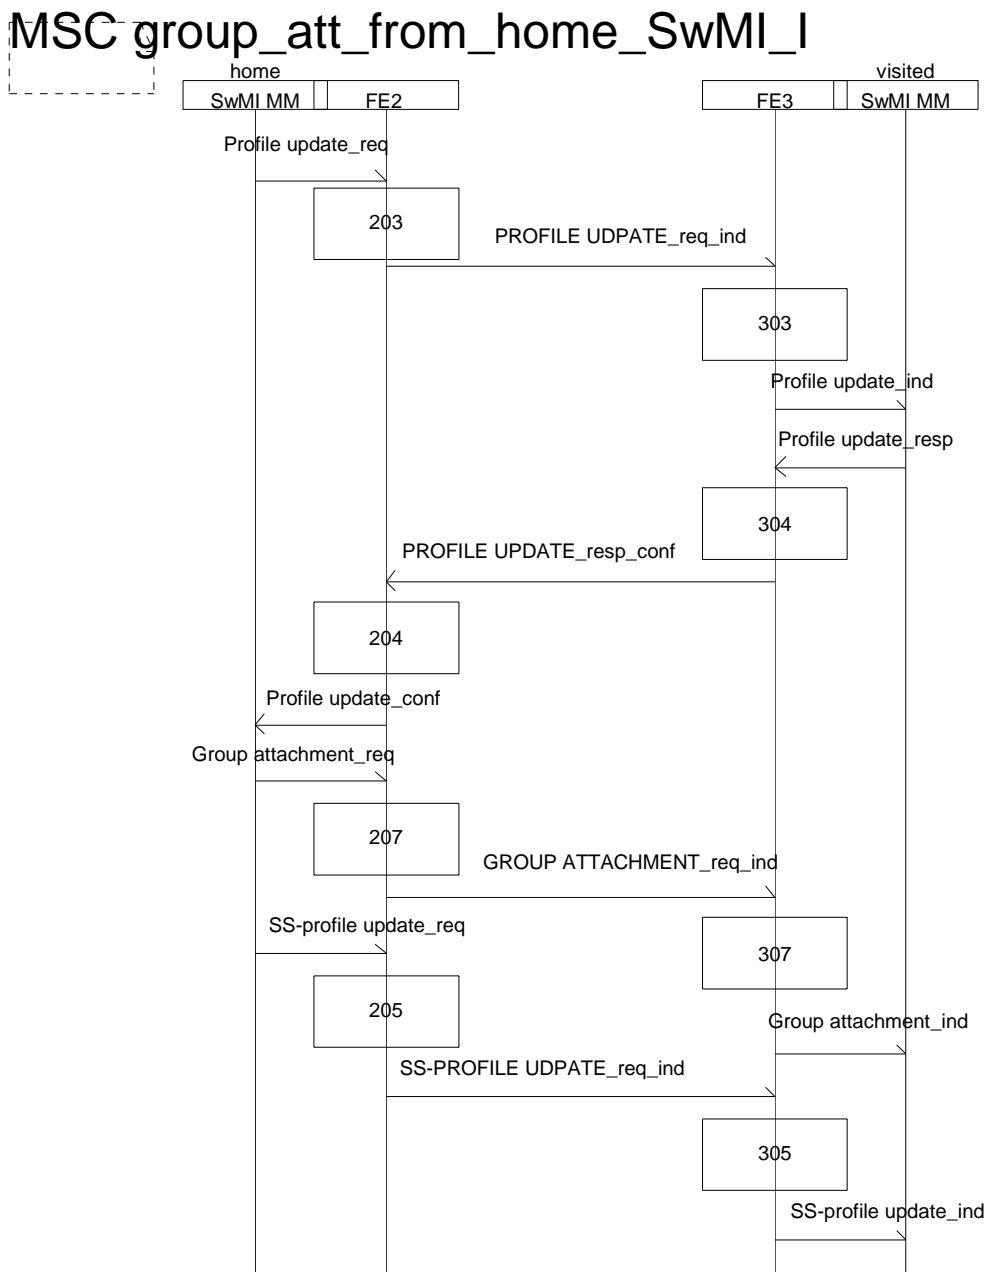 MSC group_att_from_home_SwMI_I
home
visited
SwMI MM
FE2
FE3
SwMI MM
Profile update_req
203
PROFILE UDPATE_req_ind
303
Profile update_ind
Profile update_resp
304
PROFILE UPDATE_resp_conf
204
Profile update_conf
Group attachment_req
207
GROUP ATTACHMENT_req_ind
SS-profile update_req
307
205
Group attachment_ind
SS-PROFILE UDPATE_req_ind
305
SS-profile update_ind